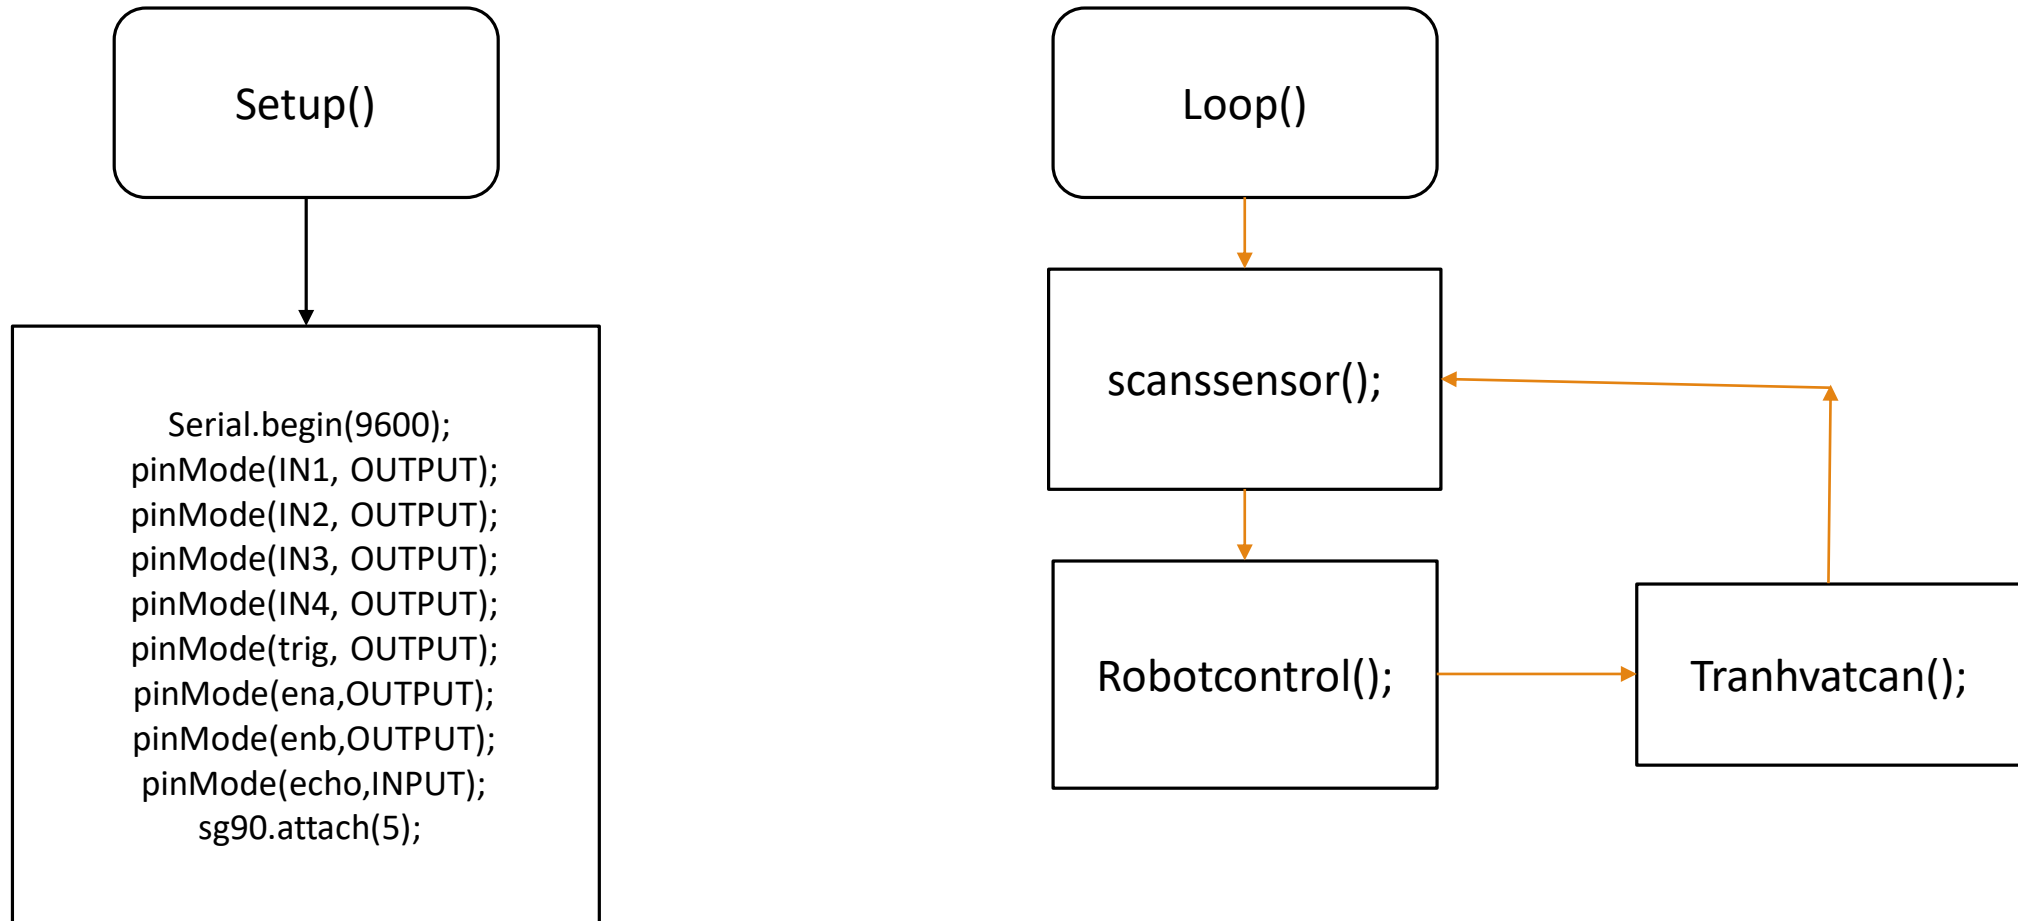 Setup()
Serial.begin(9600);
pinMode(IN1, OUTPUT);
pinMode(IN2, OUTPUT);
pinMode(IN3, OUTPUT);
pinMode(IN4, OUTPUT);
pinMode(trig, OUTPUT);
pinMode(ena,OUTPUT);
pinMode(enb,OUTPUT);
pinMode(echo,INPUT);
sg90.attach(5);
Loop()
scanssensor();
Robotcontrol();
Tranhvatcan();